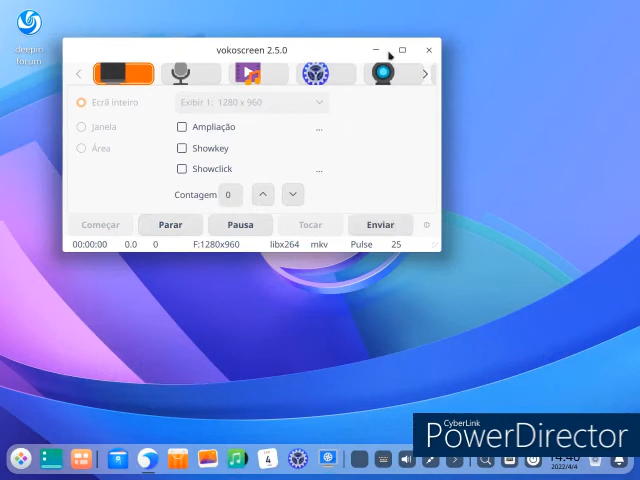 deepin
forum
vokoscreen 2.5.0
Ecrã inteiro
Exibir 1: 1280 x 960
Janela
Ampliação
...
Área
Showkey
Showclick
...
Contagem 0
Começar Parar Pausa Tocar Enviar
00:00:00 0.0 0 F:1280x960 libx264 mkv Pulse 25
CyberLink
PowerDirector
4
2022/4/4